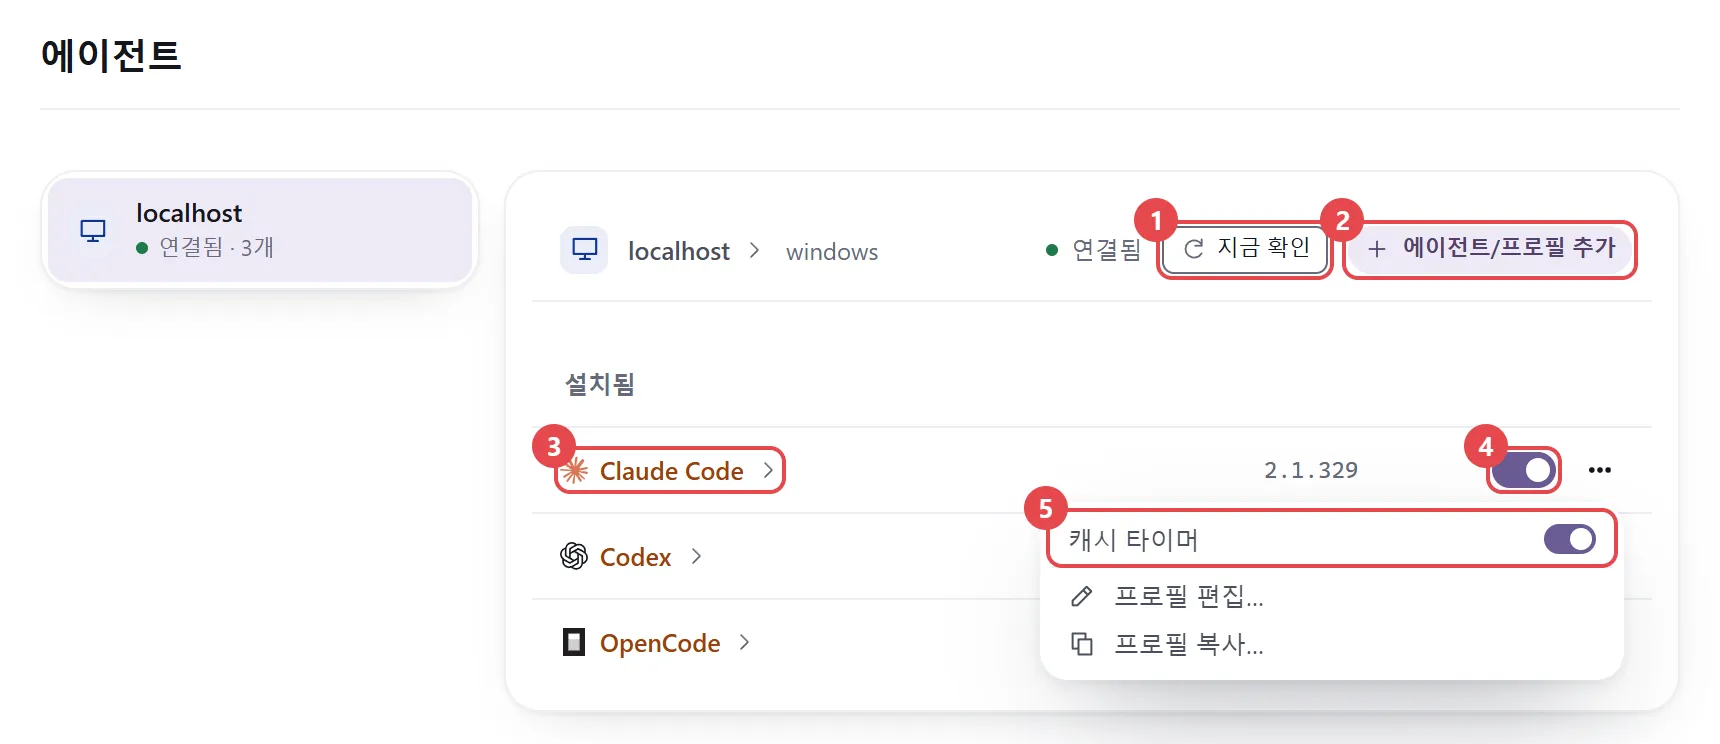 에이전트
localhost
연결됨 · 3개
localhost > windows
연결됨
1
지금 확인
2
+ 에이전트/프로필 추가
설치됨
3
Claude Code >
2.1.329
4
...
5
캐시 타이머
Codex >
프로필 편집...
OpenCode >
프로필 복사...